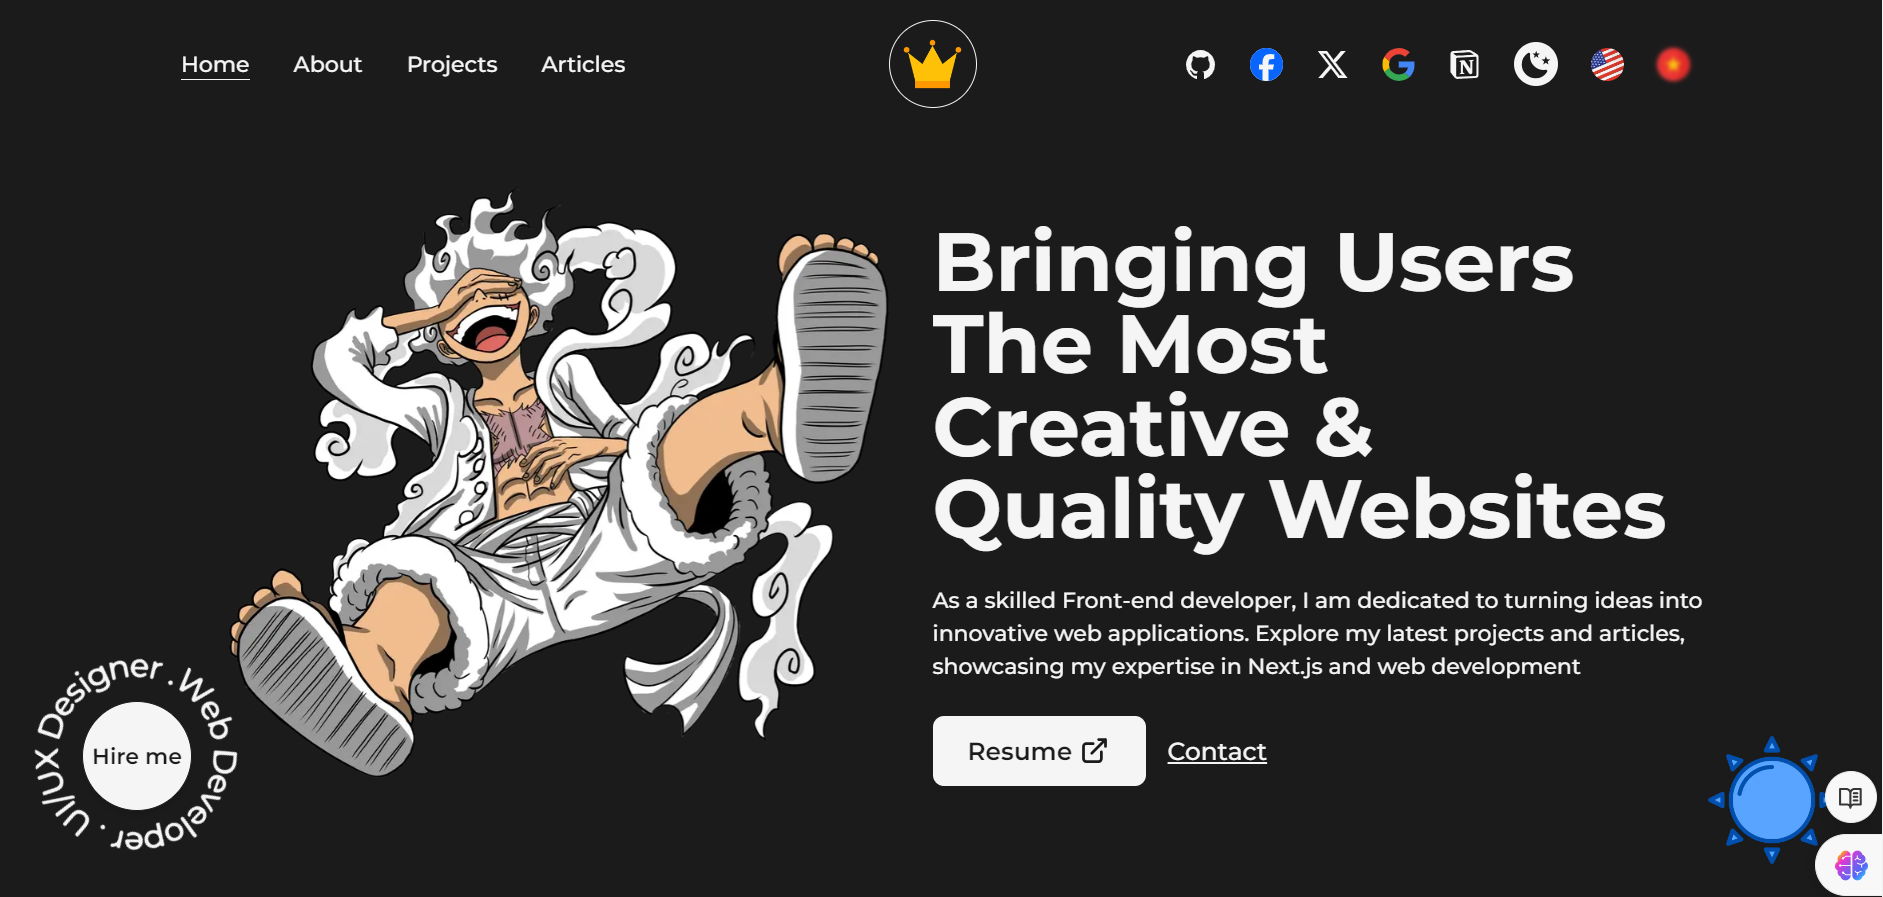 Home
About
Projects
Articles
Bringing Users
The Most
Creative &
Quality Websites
As a skilled Front-end developer, I am dedicated to turning ideas into
innovative web applications. Explore my latest projects and articles,
showcasing my expertise in Next.js and web development
Resume
Contact
UI/UX Designer . Web Developer .
Hire me